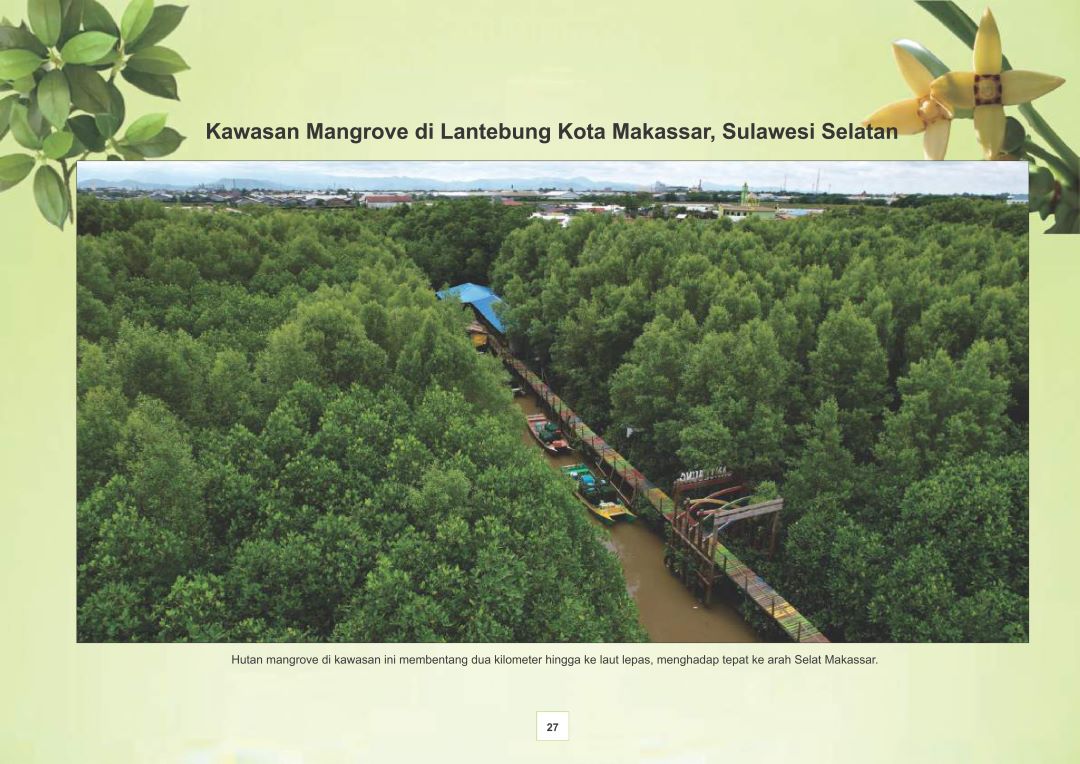 Kawasan Mangrove di Lantebung Kota Makassar, Sulawesi Selatan
Hutan mangrove di kawasan ini membentang dua kilometer hingga ke laut lepas, menghadap tepat ke arah Selat Makassar.
27